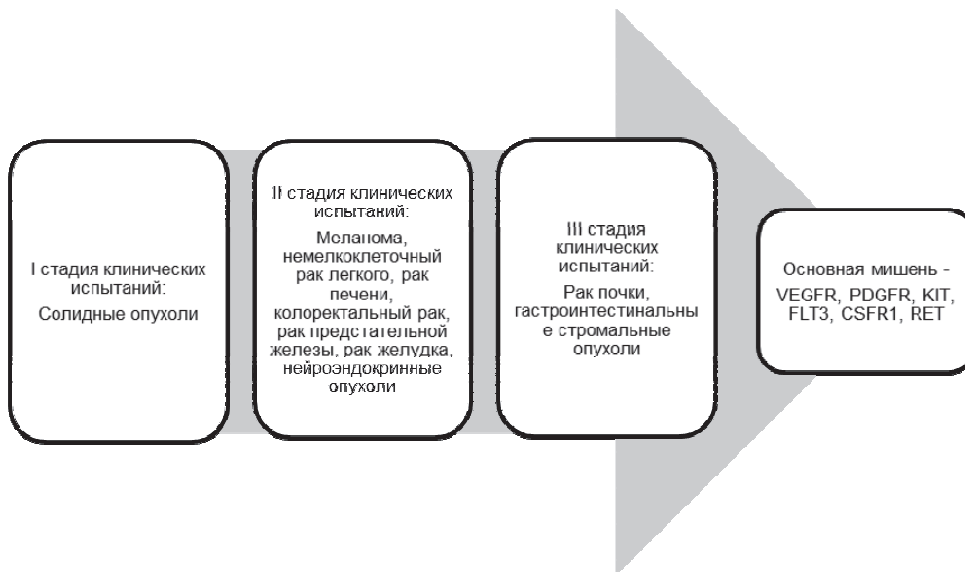 I стадия клинических
испытаний:
Солидные опухоли
II стадия клинических
испытаний:
Меланома,
немелкоклеточный
рак легкого, рак
печени,
колоректальный рак,
рак предстательной
железы, рак желудка,
нейроэндокринные
опухоли
III стадия
клинических
испытаний:
Рак почки,
гастроинтестинальны
е стромальные
опухоли
Основная мишень -
VEGFR, PDGFR, KIT,
FLT3, CSFR1, RET